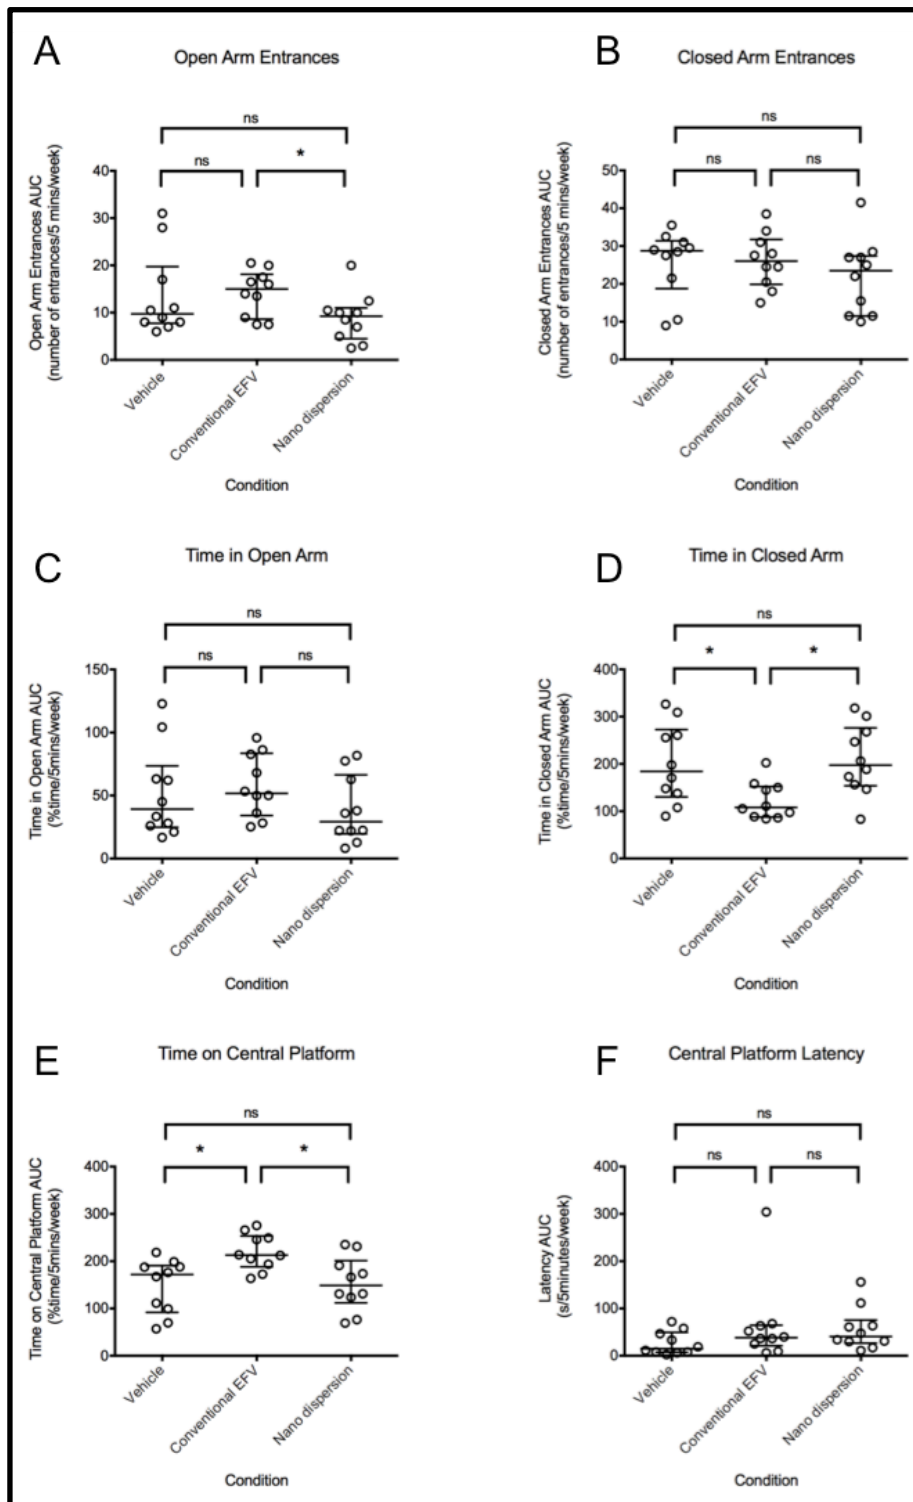 A
Open Arm Entrances
ns
ns
*
Open Arm Entrances AUC
(number of entrances/5 mins/week)
40
30
20
10
0
Vehicle
Conventional EFV
Nano dispersion
Condition
B
Closed Arm Entrances
ns
ns
ns
Closed Arm Entrances AUC
(number of entrances/5 mins/week)
50
40
30
20
10
0
Vehicle
Conventional EFV
Nano dispersion
Condition
C
Time in Open Arm
ns
ns
ns
Time in Open Arm AUC
(%time/5mins/week)
150
100
50
0
Vehicle
Conventional EFV
Nano dispersion
Condition
D
Time in Closed Arm
ns
*
*
Time in Closed Arm AUC
(%time/5mins/week)
400
300
200
100
0
Vehicle
Conventional EFV
Nano dispersion
Condition
E
Time on Central Platform
ns
*
*
Time on Central Platform AUC
(%time/5mins/week)
400
300
200
100
0
Vehicle
Conventional EFV
Nano dispersion
Condition
F
Central Platform Latency
ns
ns
ns
Latency AUC
(s/5minutes/week)
400
300
200
100
0
Vehicle
Conventional EFV
Nano dispersion
Condition